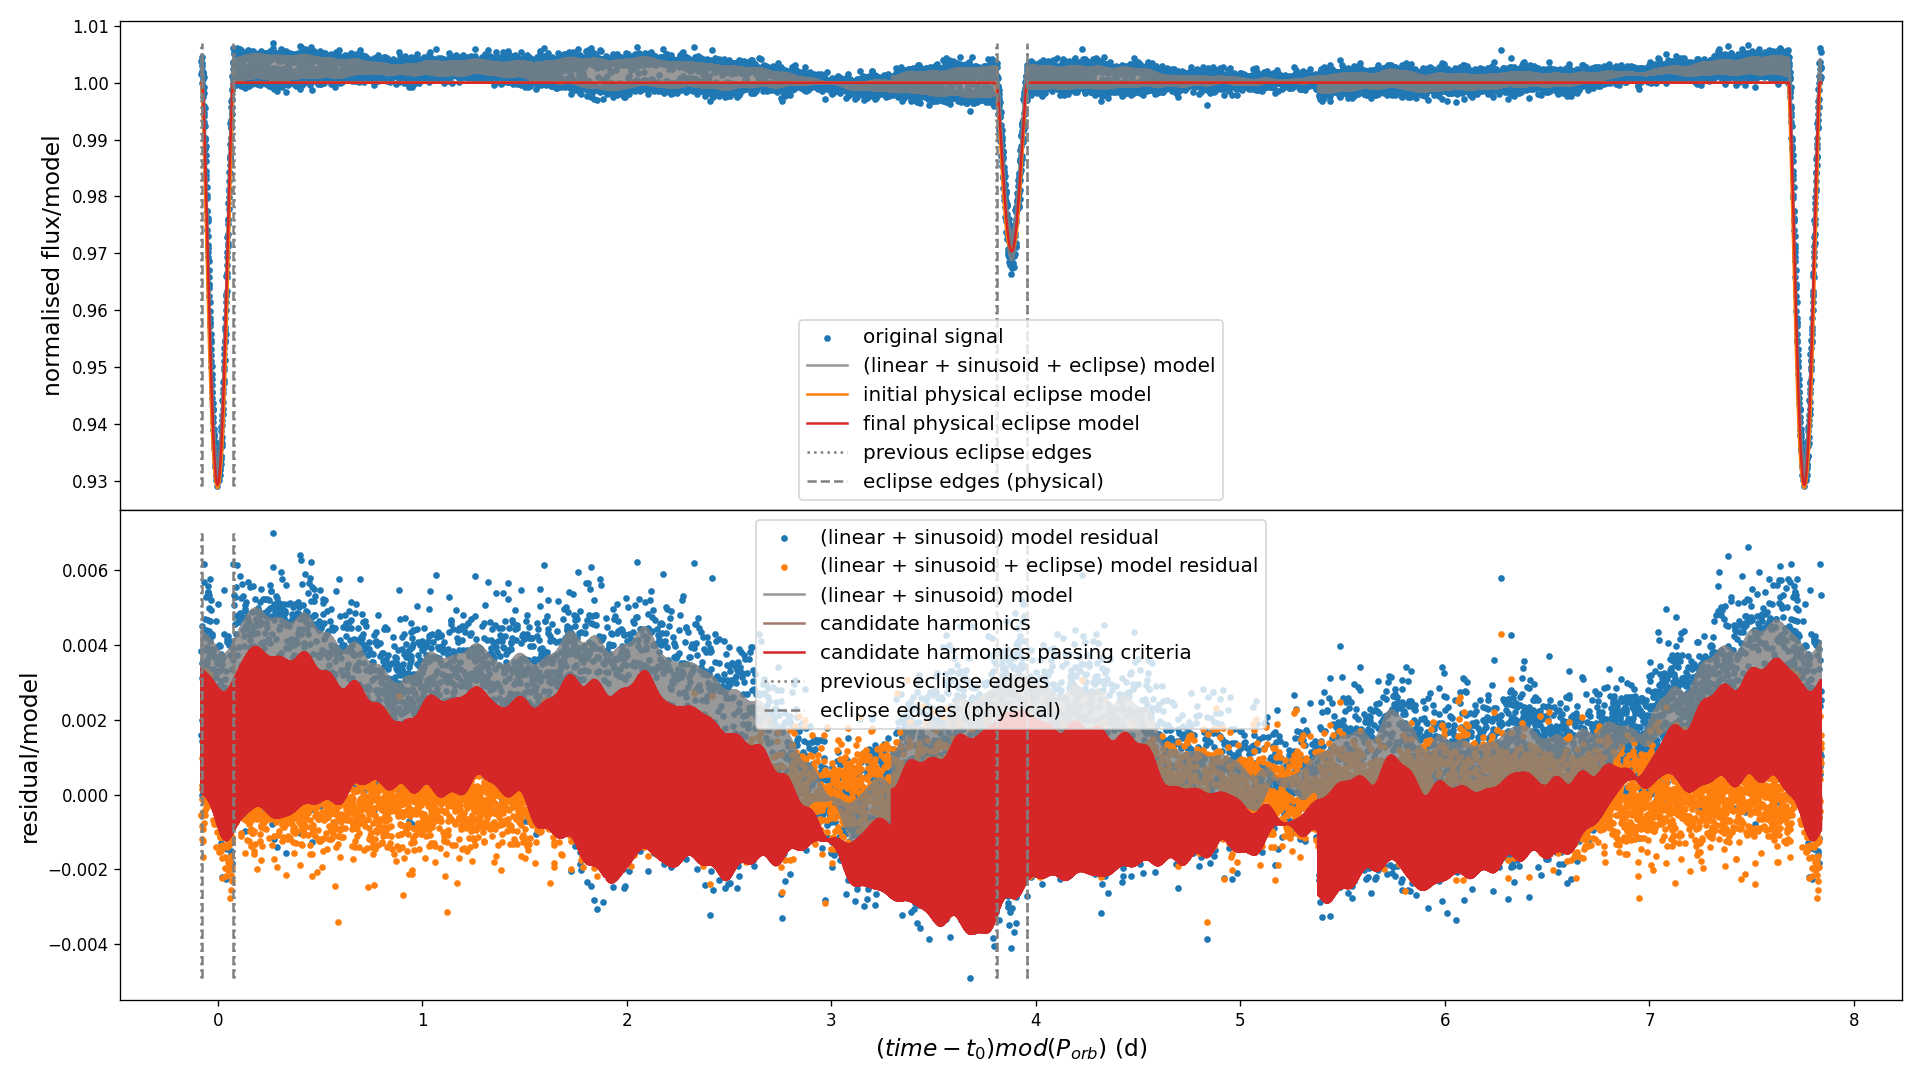 1.01
1.00
0.99
0.98
0.97
0.96
0.95
0.94
0.93
normalised flux/model
original signal
(linear + sinusoid + eclipse) model
initial physical eclipse model
final physical eclipse model
previous eclipse edges
eclipse edges (physical)
0.006
0.004
0.002
0.000
−0.002
−0.004
residual/model
(linear + sinusoid) model residual
(linear + sinusoid + eclipse) model residual
(linear + sinusoid) model
candidate harmonics
candidate harmonics passing criteria
previous eclipse edges
eclipse edges (physical)
0 1 2 3 4 5 6 7 8
(time − t₀)mod(Pₒᵣᵦ) (d)